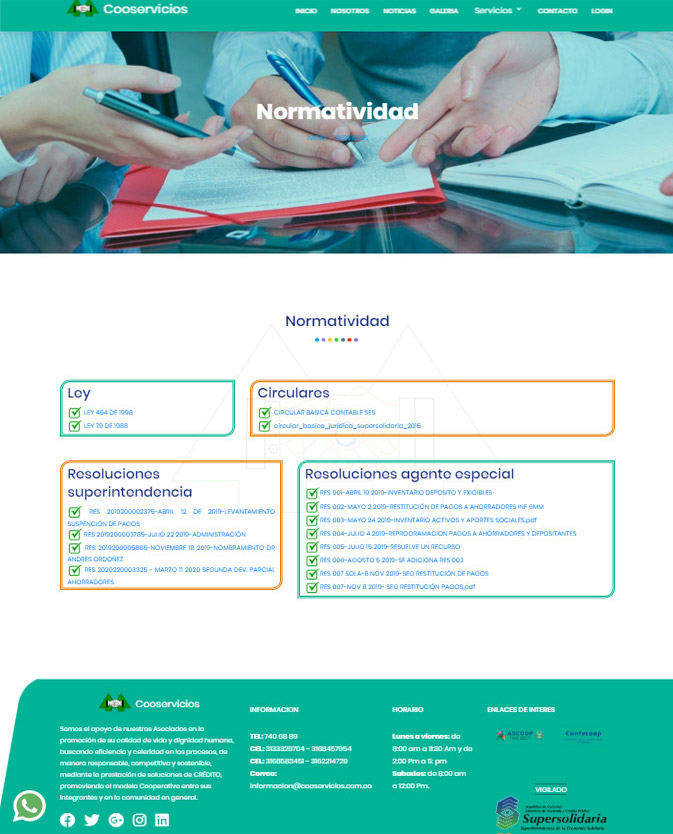 Cooservicios
INICIO NOSOTROS NOTICIAS GALERIA Servicios CONTACTO LOGIN
Normatividad
Normatividad
Ley
LEY 454 DE 1998
LEY 79 DE 1988
Circulares
CIRCULAR BASICA CONTABLE SES
circular_basica_juridica_supersolidaria_2015
Resoluciones
superintendencia
RES 2019200002375-ABRIL 12 DE 2019-LEVANTAMIENTO
SUSPENCIÓN DE PAGOS
RES 2019200003785-JULIO 22 2019-ADMINISTRACIÓN
RES 2019200005865-NOVIEMBRE 18 2019-NOMBRAMIENTO DR
ANDRES ORDOÑEZ
RES 2020220003325 - MARZO 11 2020 SEGUNDA DEV. PARCIAL
AHORRADORES
Resoluciones agente especial
RES 001-ABRIL 10 2019-INVENTARIO DEPOSITO Y EXIGIBLES
RES 002-MAYO 2 2019-RESTITUCIÓN DE PAGOS A AHORRADORES INF 6MM
RES 003-MAYO 24 2019-INVENTARIO ACTIVOS Y APORTES SOCIALES.pdf
RES 004-JULIO 4 2019-REPROGRAMACION PAGOS A AHORRADORES Y DEPOSITANTES
RES 005-JULIO 15 2019-RESUELVE UN RECURSO
RES 006-AGOSTO 5 2019-SE ADICIONA RES 003
RES 007 SOLA-8 NOV 2019-SEG RESTITUCIÓN DE PAGOS
RES 007-NOV 8 2019- SEG RESTITUCIÓN PAGOS.pdf
Cooservicios
Somos el apoyo de nuestros Asociados en la
promoción de su calidad de vida y dignidad humana,
buscando eficiencia y celeridad en los procesos, de
manera responsable, competitiva y sostenible,
mediante la prestación de soluciones de CRÉDITO,
promoviendo el modelo Cooperativo entre sus
integrantes y en la comunidad en general.
INFORMACION
TEL: 740 68 89
CEL: 3133329704 - 3168457954
CEL: 3168583451 - 3162214729
Correo:
informacion@cooservicios.com.co
HORARIO
Lunes a viernes: de
8:00 am a 11:30 Am y de
2:00 Pm a 5: pm
Sabados: de 8:00 am
a 12:00 Pm.
ENLACES DE INTERES
ASCOOP
Confecoop
VIGILADO
Supersolidaria
Superintendencia de la Economía Solidaria